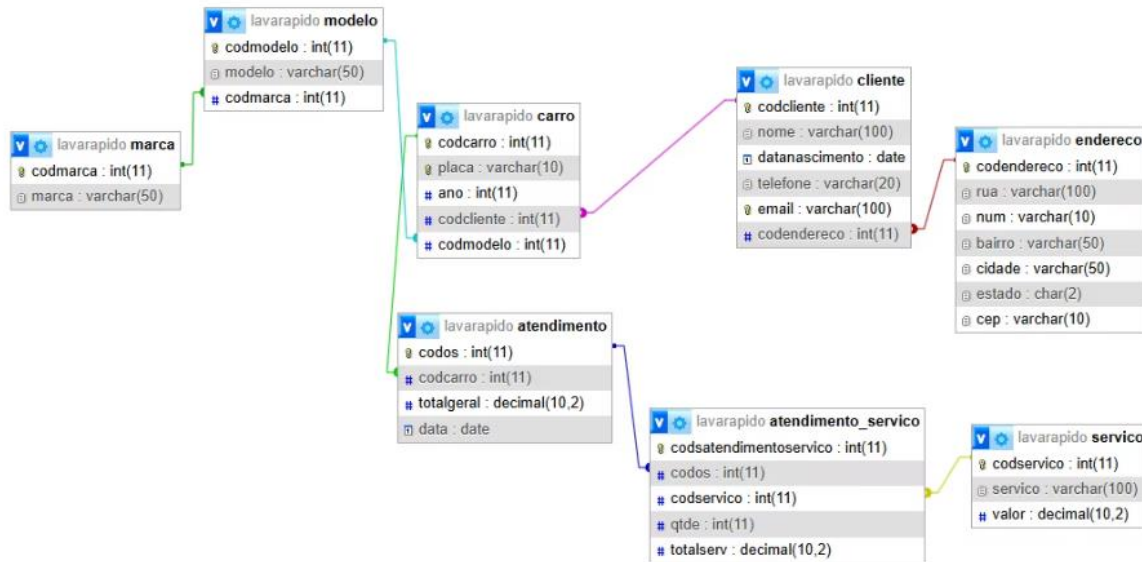 lavarapido modelo
codmodelo : int(11)
modelo : varchar(50)
codmarca : int(11)
lavarapido marca
codmarca : int(11)
marca : varchar(50)
lavarapido carro
codcarro : int(11)
placa : varchar(10)
ano : int(11)
codcliente : int(11)
codmodelo : int(11)
lavarapido cliente
codcliente : int(11)
nome : varchar(100)
datanascimento : date
telefone : varchar(20)
email : varchar(100)
codendereco : int(11)
lavarapido endereco
codendereco : int(11)
rua : varchar(100)
num : varchar(10)
bairro : varchar(50)
cidade : varchar(50)
estado : char(2)
cep : varchar(10)
lavarapido atendimento
codos : int(11)
codcarro : int(11)
totalgeral : decimal(10,2)
data : date
lavarapido atendimento_servico
codsatendimentoservico : int(11)
codos : int(11)
codservico : int(11)
qtde : int(11)
totalserv : decimal(10,2)
lavarapido servico
codservico : int(11)
servico : varchar(100)
valor : decimal(10,2)